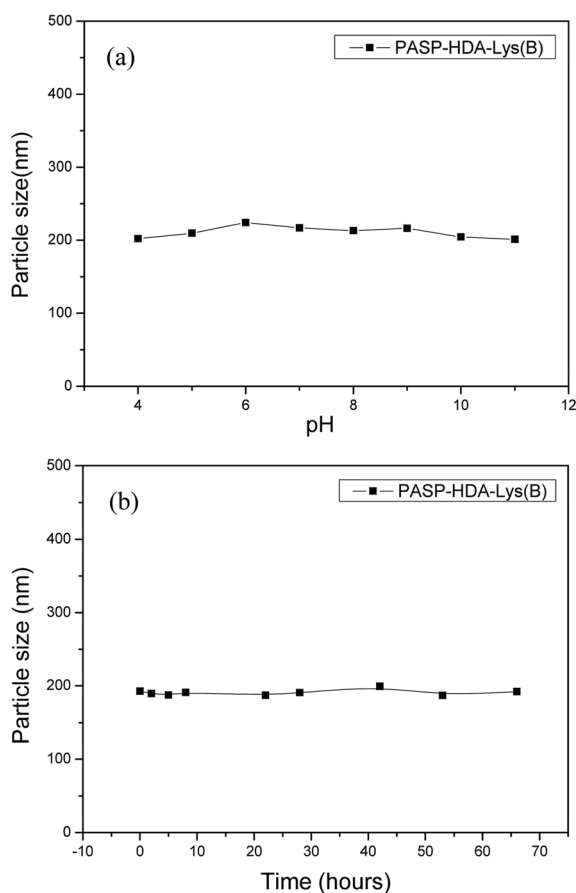 500
(a)
PASP-HDA-Lys(B)
400
300
200
100
0
Particle size(nm)
4 6 8 10 12
pH
500
(b)
PASP-HDA-Lys(B)
400
300
200
100
0
Particle size (nm)
-10 0 10 20 30 40 50 60 70
Time (hours)